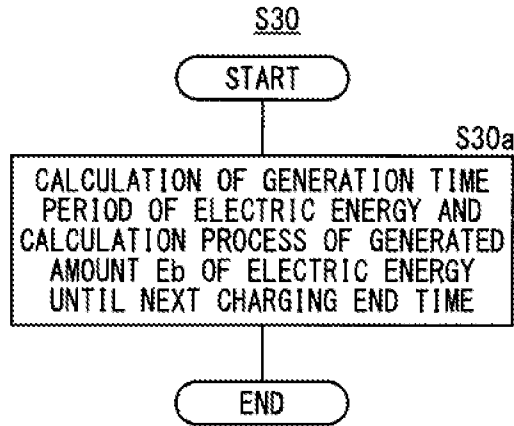 S30
START
S30a
CALCULATION OF GENERATION TIME
PERIOD OF ELECTRIC ENERGY AND
CALCULATION PROCESS OF GENERATED
AMOUNT Eb OF ELECTRIC ENERGY
UNTIL NEXT CHARGING END TIME
END